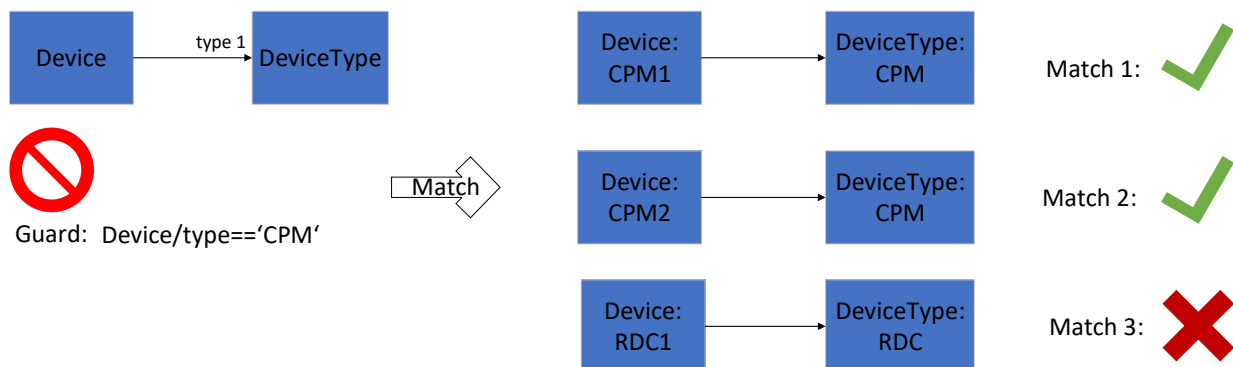 type 1
Device
DeviceType
Guard: Device/type==‘CPM‘
Match
Device:
CPM1
DeviceType:
CPM
Match 1:
Device:
CPM2
DeviceType:
CPM
Match 2:
Device:
RDC1
DeviceType:
RDC
Match 3: